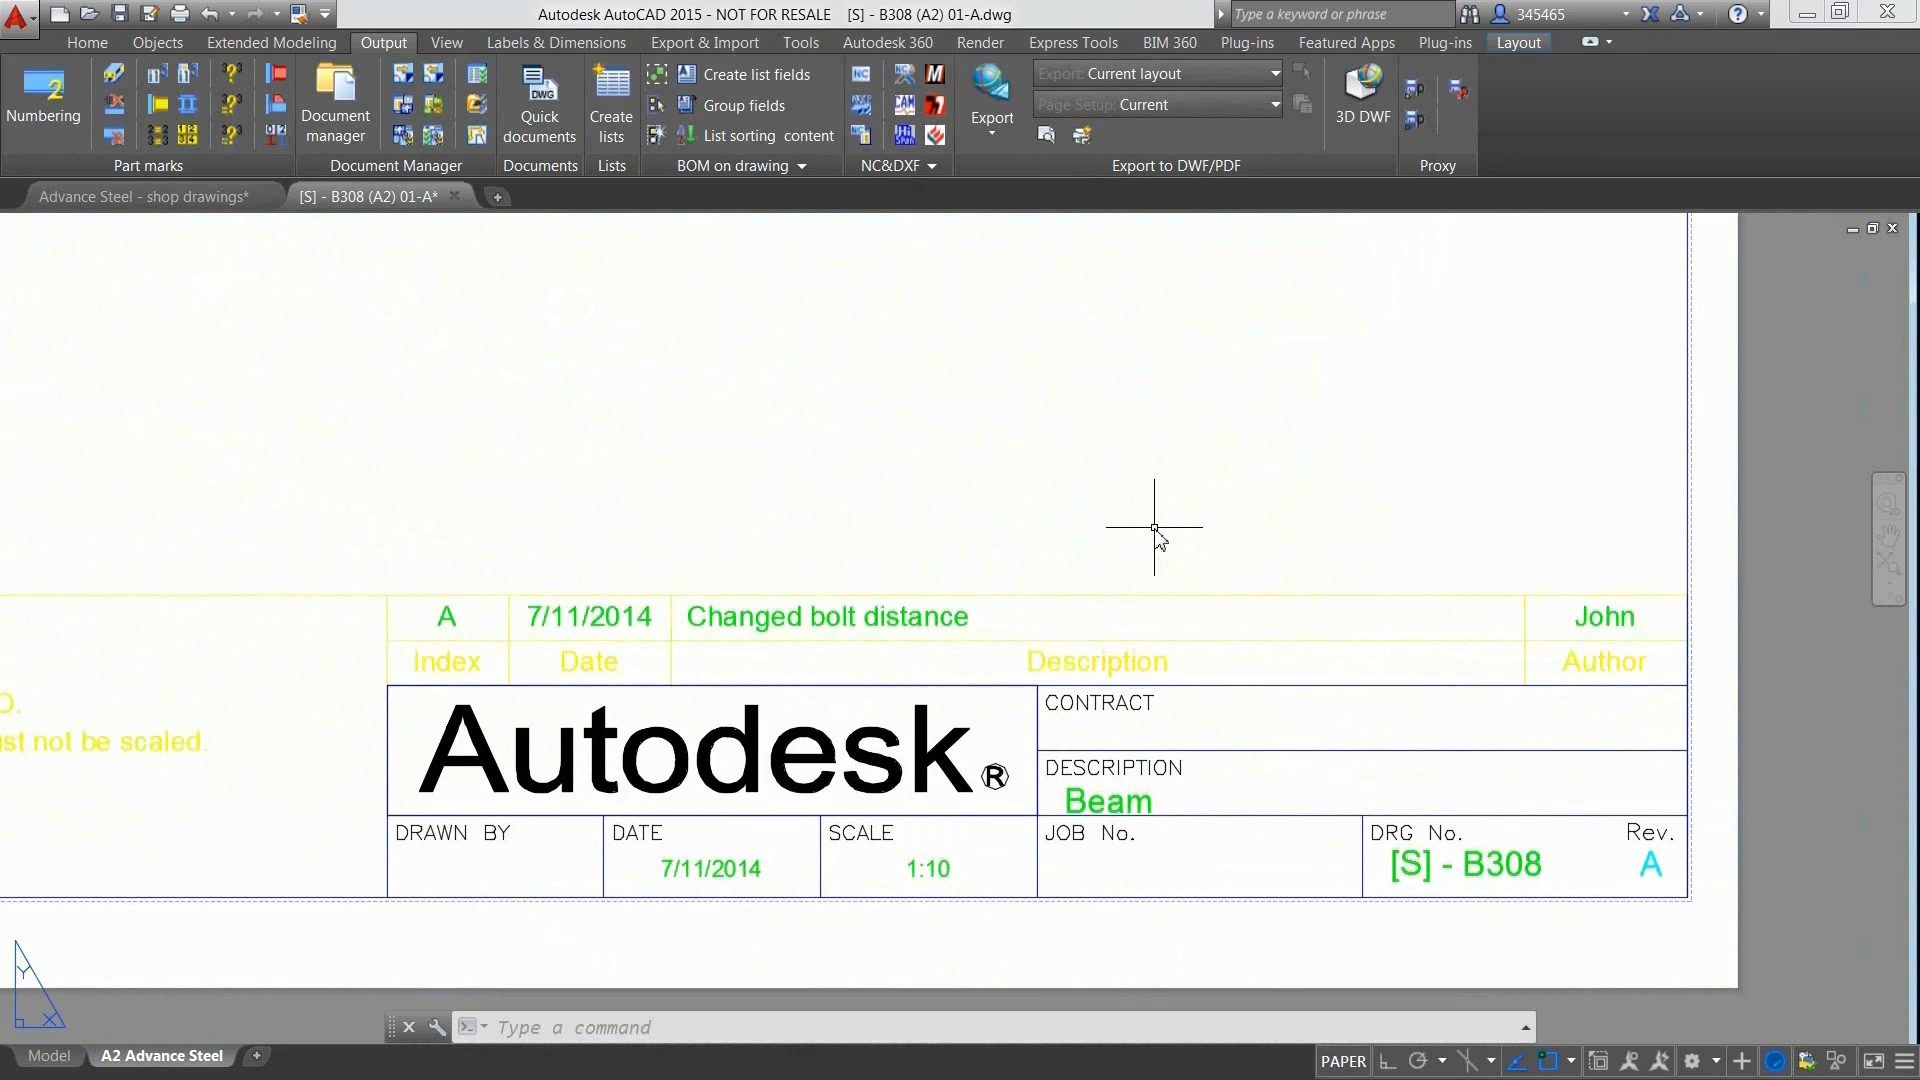 Autodesk AutoCAD 2015 - NOT FOR RESALE [S] - B308 (A2) 01-A.dwg
Type a keyword or phrase
345465
Home Objects Extended Modeling Output View Labels & Dimensions Export & Import Tools Autodesk 360 Render Express Tools BIM 360 Plug-ins Featured Apps Plug-ins Layout
Numbering
Document manager
Quick documents
Create lists
Create list fields
Group fields
List sorting content
Export
Export: Current layout
Page Setup: Current
3D DWF
Part marks Document Manager Documents Lists BOM on drawing NC&DXF Export to DWF/PDF Proxy
Advance Steel - shop drawings* [S] - B308 (A2) 01-A*
A 7/11/2014 Changed bolt distance John
Index Date Description Author
ust not be scaled.
Autodesk®
CONTRACT
DESCRIPTION
Beam
DRAWN BY DATE SCALE JOB No. DRG No. Rev.
7/11/2014 1:10 [S] - B308 A
Y
X
Type a command
Model A2 Advance Steel
PAPER